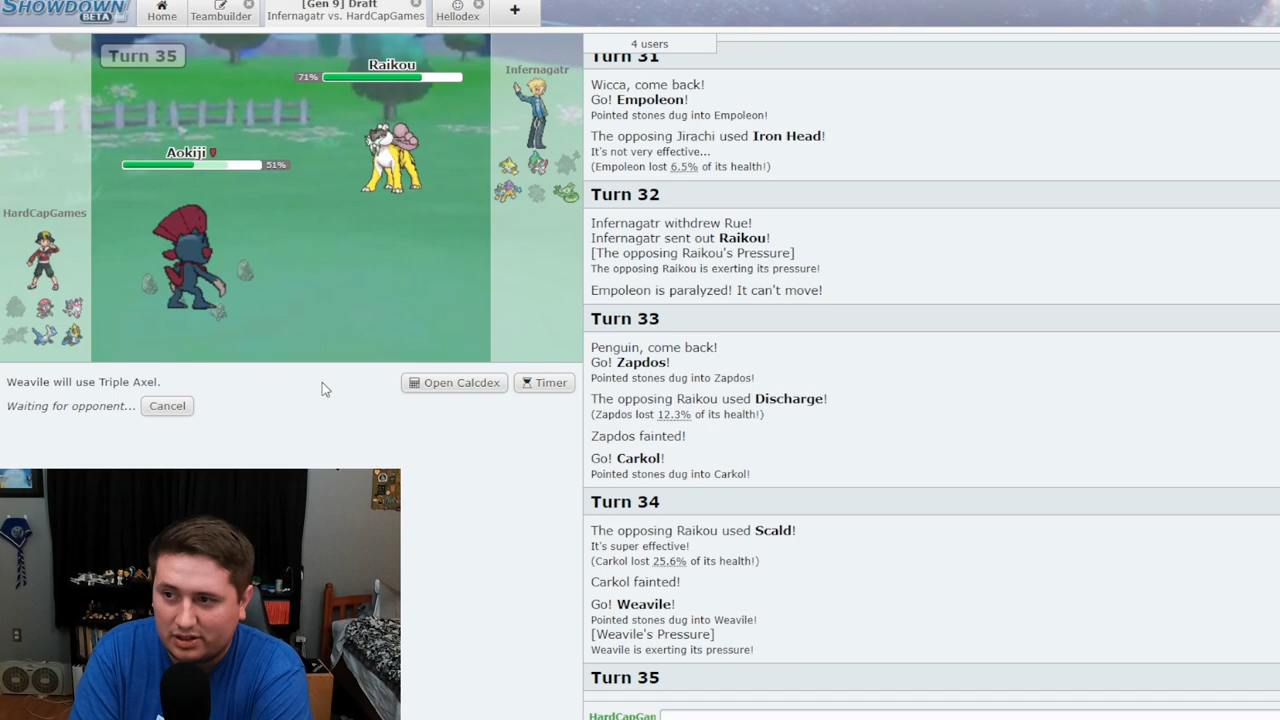 SHOWDOWN
BETA
Home
Teambuilder
[Gen 9] Draft
Infernagatr vs. HardCapGames
Hellodex
+
Turn 35
Raikou
71%
Aokiji
51%
Infernagatr
HardCapGames
Weavile will use Triple Axel.
Waiting for opponent... Cancel
Open Calcdex
Timer
4 users
Turn 31
Wicca, come back!
Go! Empoleon!
Pointed stones dug into Empoleon!
The opposing Jirachi used Iron Head!
It's not very effective...
(Empoleon lost 6.5% of its health!)
Turn 32
Infernagatr withdrew Rue!
Infernagatr sent out Raikou!
[The opposing Raikou's Pressure]
The opposing Raikou is exerting its pressure!
Empoleon is paralyzed! It can't move!
Turn 33
Penguin, come back!
Go! Zapdos!
Pointed stones dug into Zapdos!
The opposing Raikou used Discharge!
(Zapdos lost 12.3% of its health!)
Zapdos fainted!
Go! Carkol!
Pointed stones dug into Carkol!
Turn 34
The opposing Raikou used Scald!
It's super effective!
(Carkol lost 25.6% of its health!)
Carkol fainted!
Go! Weavile!
Pointed stones dug into Weavile!
[Weavile's Pressure]
Weavile is exerting its pressure!
Turn 35
HardCapGam